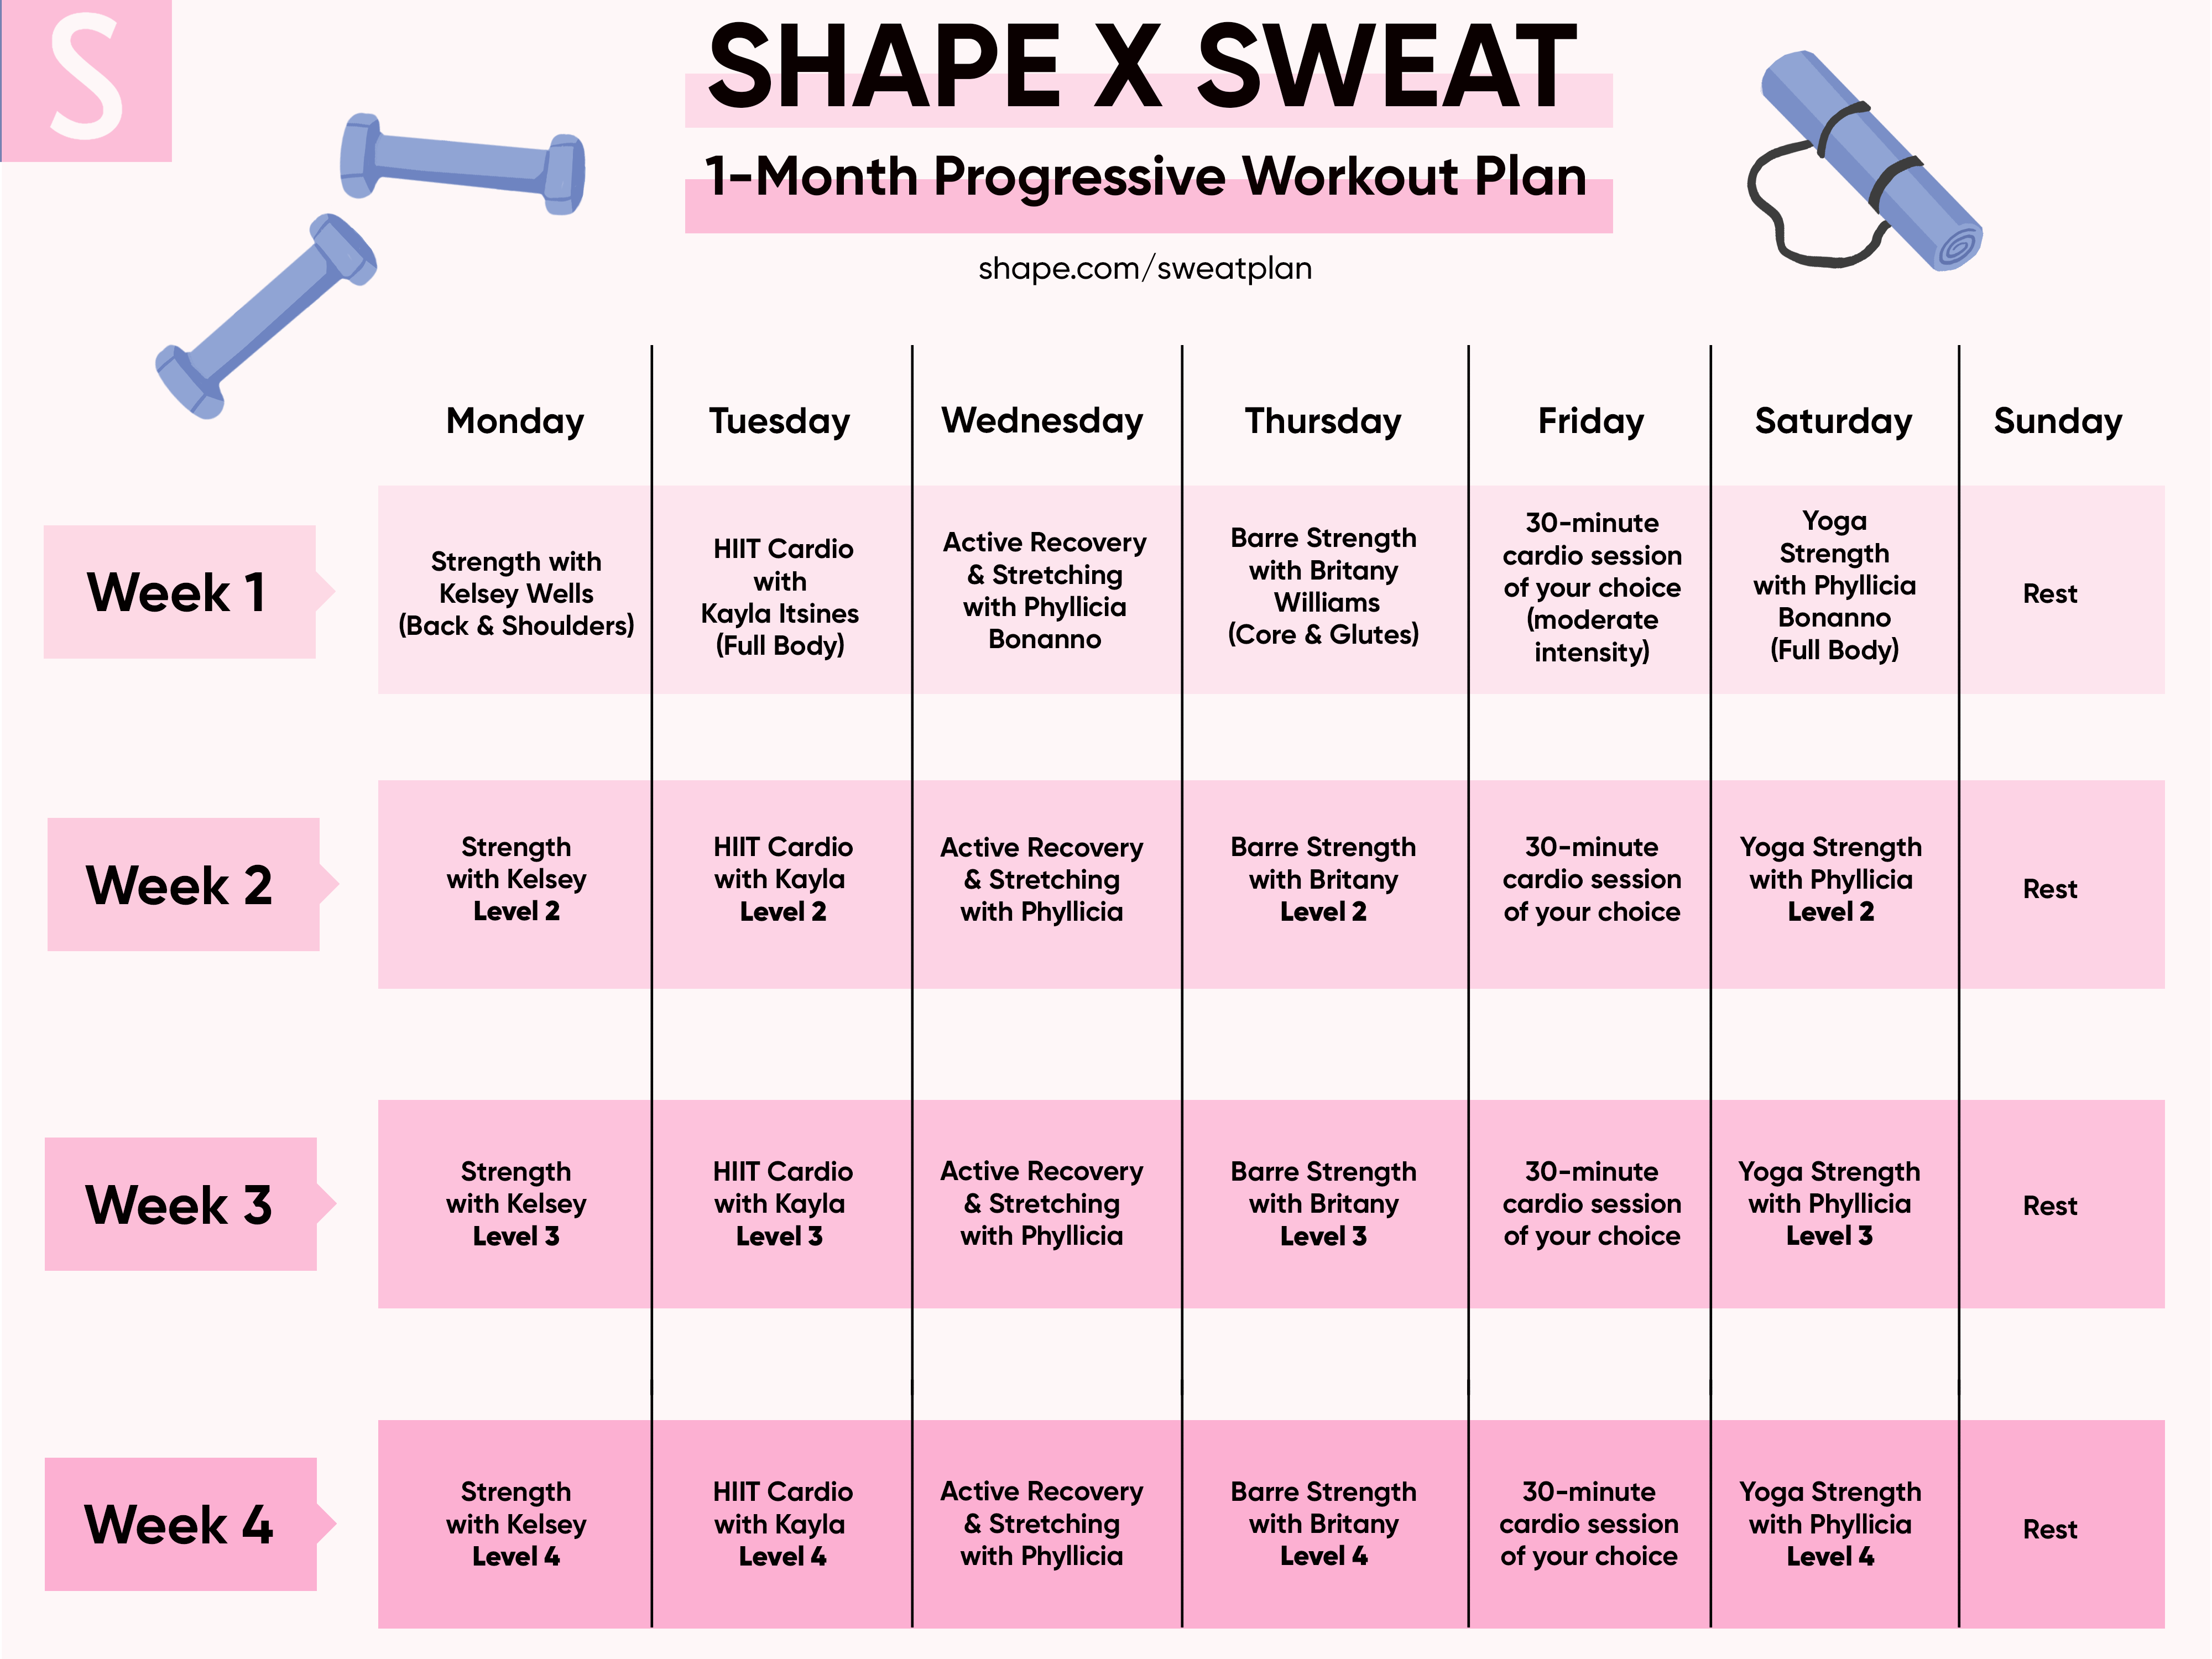 S
SHAPE X SWEAT
1-Month Progressive Workout Plan
shape.com/sweatplan
Monday
Tuesday
Wednesday
Thursday
Friday
Saturday
Sunday
Week 1
Strength with
Kelsey Wells
(Back & Shoulders)
HIIT Cardio
with
Kayla Itsines
(Full Body)
Active Recovery
& Stretching
with Phyllicia
Bonanno
Barre Strength
with Britany
Williams
(Core & Glutes)
30-minute
cardio session
of your choice
(moderate
intensity)
Yoga
Strength
with Phyllicia
Bonanno
(Full Body)
Rest
Week 2
Strength
with Kelsey
Level 2
HIIT Cardio
with Kayla
Level 2
Active Recovery
& Stretching
with Phyllicia
Barre Strength
with Britany
Level 2
30-minute
cardio session
of your choice
Yoga Strength
with Phyllicia
Level 2
Rest
Week 3
Strength
with Kelsey
Level 3
HIIT Cardio
with Kayla
Level 3
Active Recovery
& Stretching
with Phyllicia
Barre Strength
with Britany
Level 3
30-minute
cardio session
of your choice
Yoga Strength
with Phyllicia
Level 3
Rest
Week 4
Strength
with Kelsey
Level 4
HIIT Cardio
with Kayla
Level 4
Active Recovery
& Stretching
with Phyllicia
Barre Strength
with Britany
Level 4
30-minute
cardio session
of your choice
Yoga Strength
with Phyllicia
Level 4
Rest